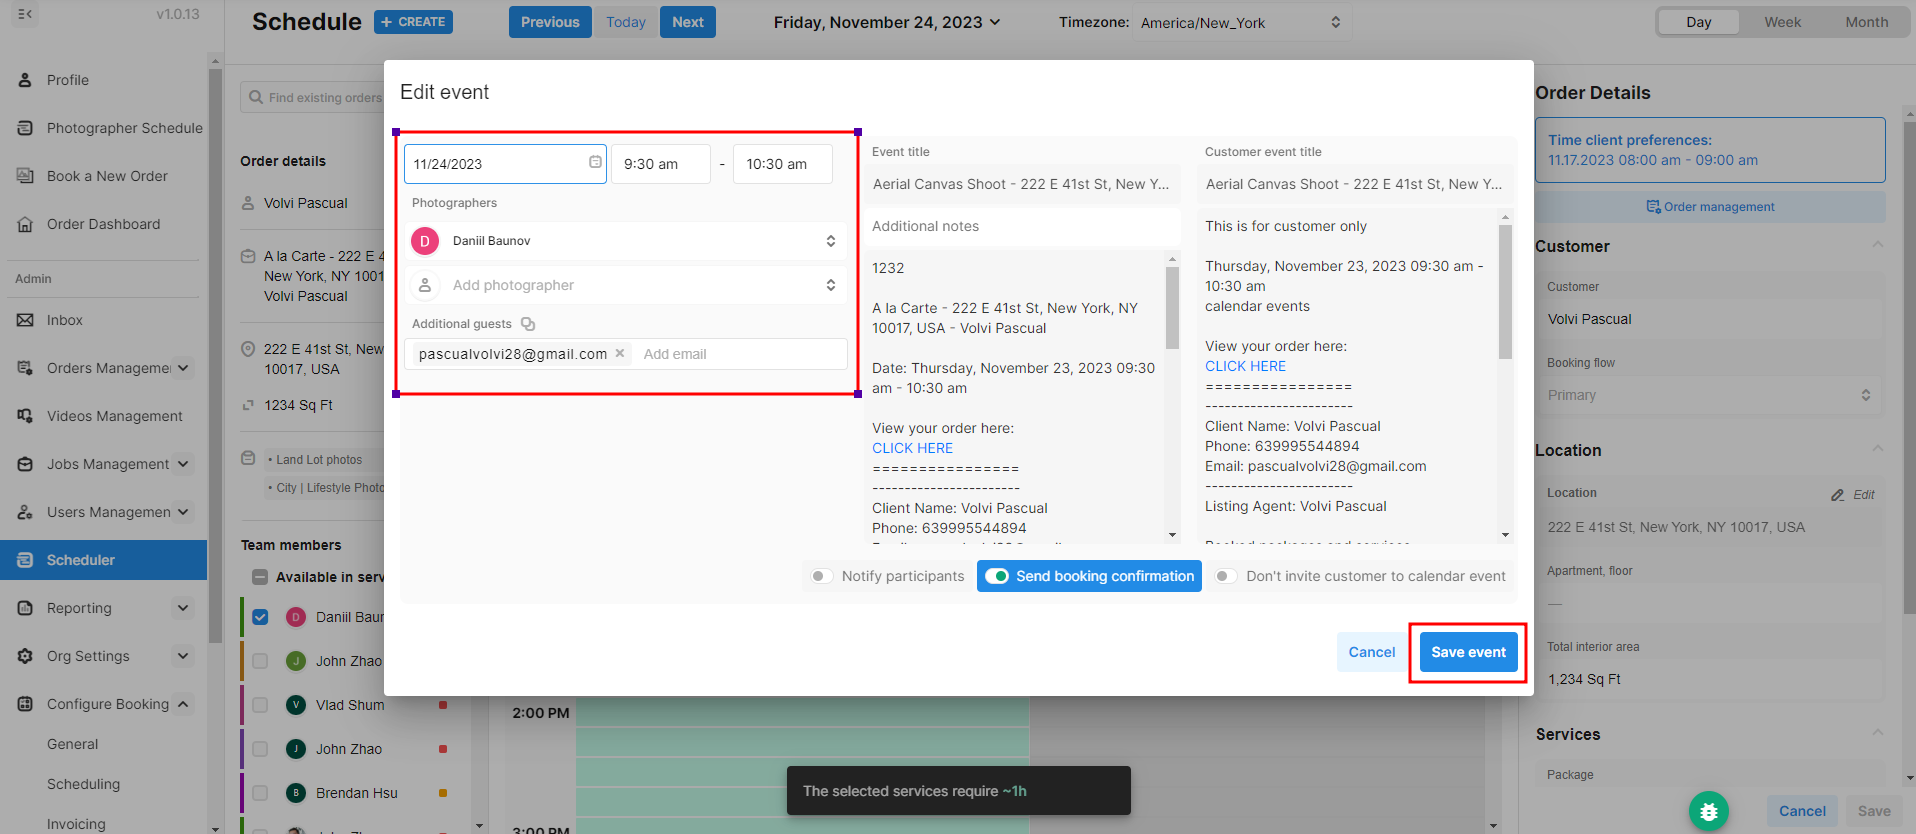 v1.0.13
Profile
Photographer Schedule
Book a New Order
Order Dashboard
Admin
Inbox
Orders Managemer
Videos Management
Jobs Management
Users Managemen
Scheduler
Reporting
Org Settings
Configure Booking
General
Scheduling
Invoicing
Schedule
+ CREATE
Previous
Today
Next
Friday, November 24, 2023
Timezone:
America/New_York
Day
Week
Month
Find existing orders
Order details
Volvi Pascual
A la Carte - 222 E 4
New York, NY 1001
Volvi Pascual
222 E 41st St, New
10017, USA
1234 Sq Ft
• Land Lot photos
• City | Lifestyle Photo
Team members
Available in serv
D
Daniil Baun
J
John Zhao
V
Vlad Shum
J
John Zhao
B
Brendan Hsu
Edit event
11/24/2023
9:30 am
-
10:30 am
Photographers
D
Daniil Baunov
Add photographer
Additional guests
pascualvolvi28@gmail.com ×
Add email
Event title
Aerial Canvas Shoot - 222 E 41st St, New Y...
Additional notes
1232
A la Carte - 222 E 41st St, New York, NY
10017, USA - Volvi Pascual
Date: Thursday, November 23, 2023 09:30
am - 10:30 am
View your order here:
CLICK HERE
================
-----------------------
Client Name: Volvi Pascual
Phone: 639995544894
Customer event title
Aerial Canvas Shoot - 222 E 41st St, New Y...
This is for customer only
Thursday, November 23, 2023 09:30 am -
10:30 am
calendar events
View your order here:
CLICK HERE
================
-----------------------
Client Name: Volvi Pascual
Phone: 639995544894
Email: pascualvolvi28@gmail.com
-----------------------
Listing Agent: Volvi Pascual
Booked packages and services
Notify participants
Send booking confirmation
Don't invite customer to calendar event
Cancel
Save event
2:00 PM
3:00 PM
The selected services require ~1h
Order Details
Time client preferences:
11.17.2023 08:00 am - 09:00 am
Order management
Customer
Customer
Volvi Pascual
Booking flow
Primary
Location
Location
Edit
222 E 41st St, New York, NY 10017, USA
Apartment, floor
—
Total interior area
1,234 Sq Ft
Services
Package
Cancel
Save